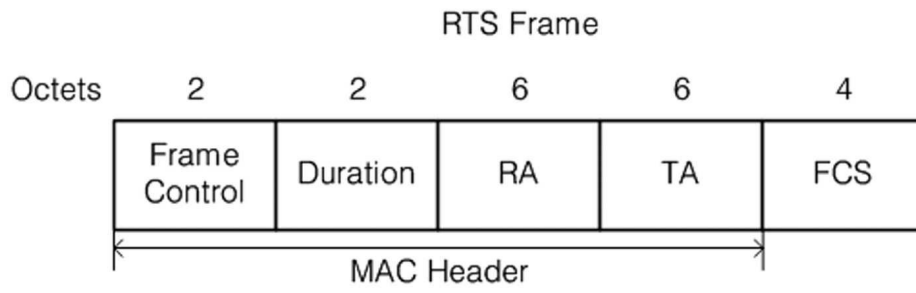 RTS Frame
Octets 2 2 6 6 4
Frame Control Duration RA TA FCS
MAC Header